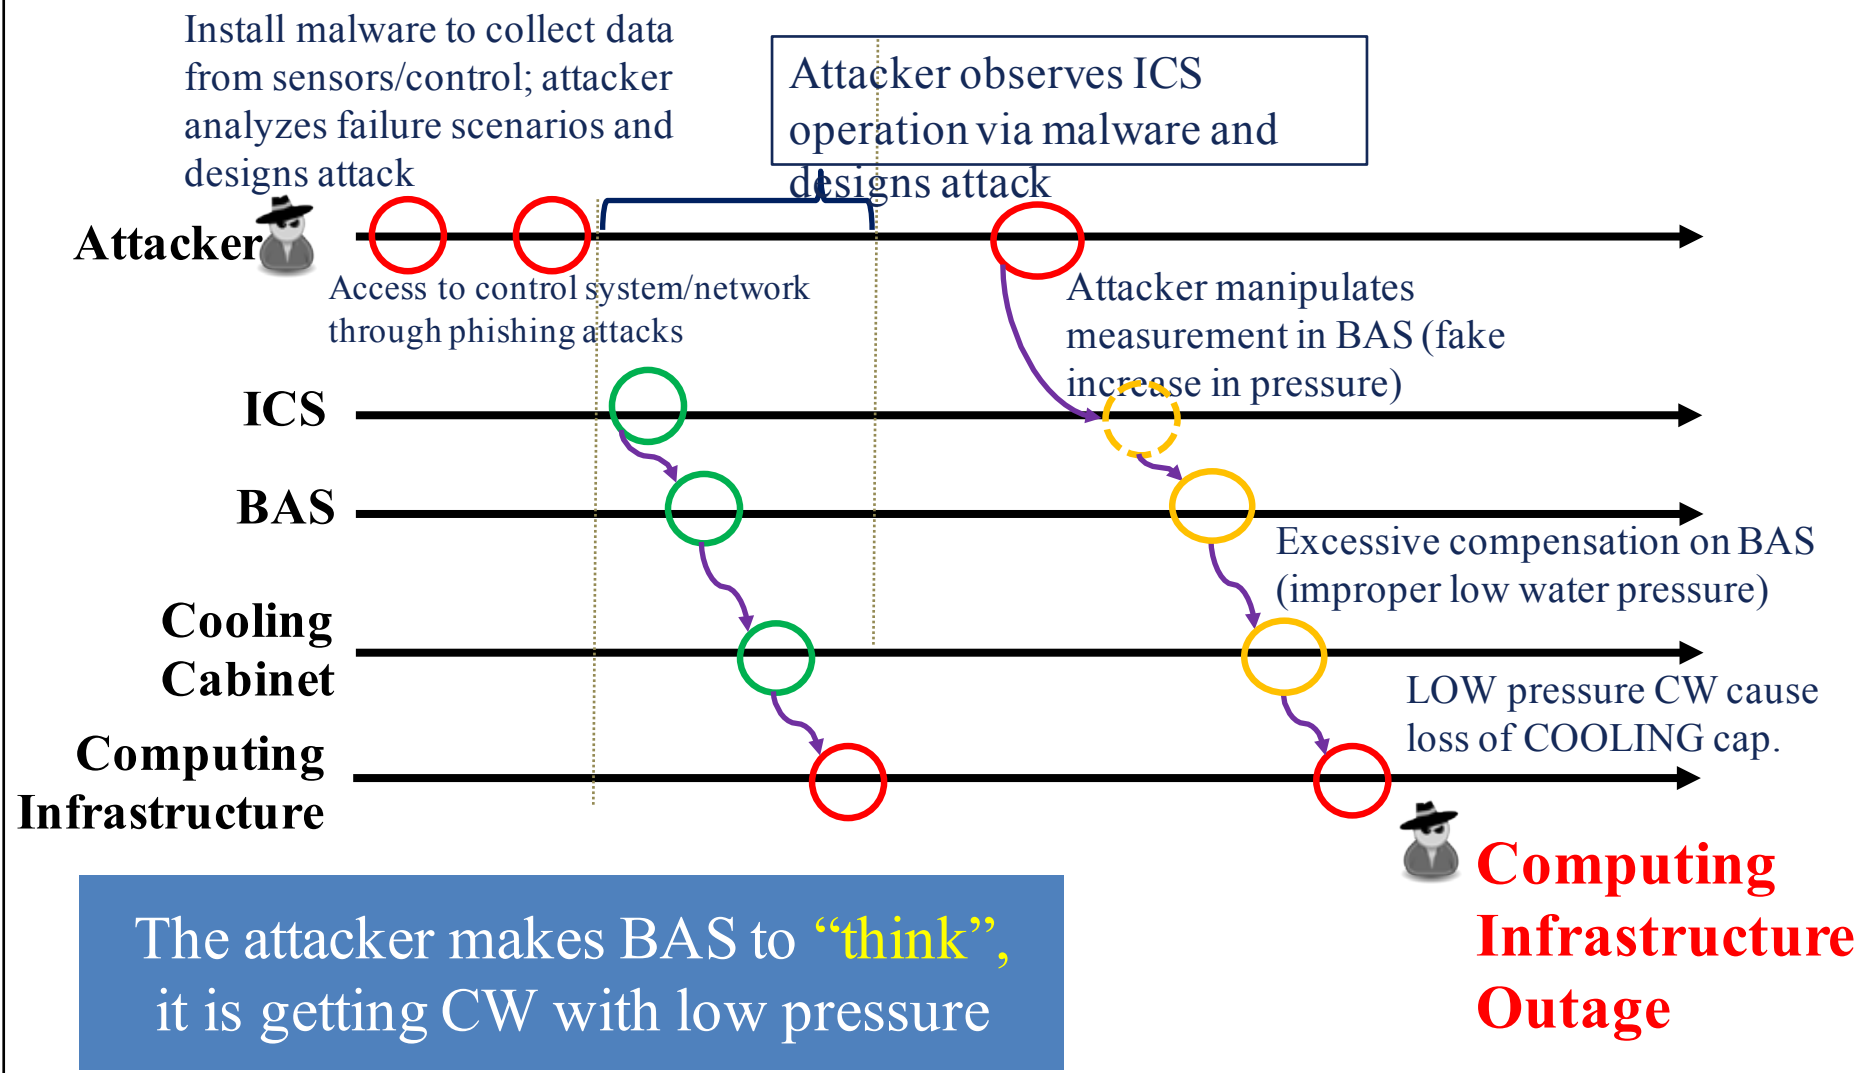 Install malware to collect data
from sensors/control; attacker
analyzes failure scenarios and
designs attack
Attacker observes ICS
operation via malware and
designs attack
Attacker
Access to control system/network
through phishing attacks
Attacker manipulates
measurement in BAS (fake
increase in pressure)
ICS
BAS
Excessive compensation on BAS
(improper low water pressure)
Cooling
Cabinet
LOW pressure CW cause
loss of COOLING cap.
Computing
Infrastructure
Computing
Infrastructure
Outage
The attacker makes BAS to “think”,
it is getting CW with low pressure